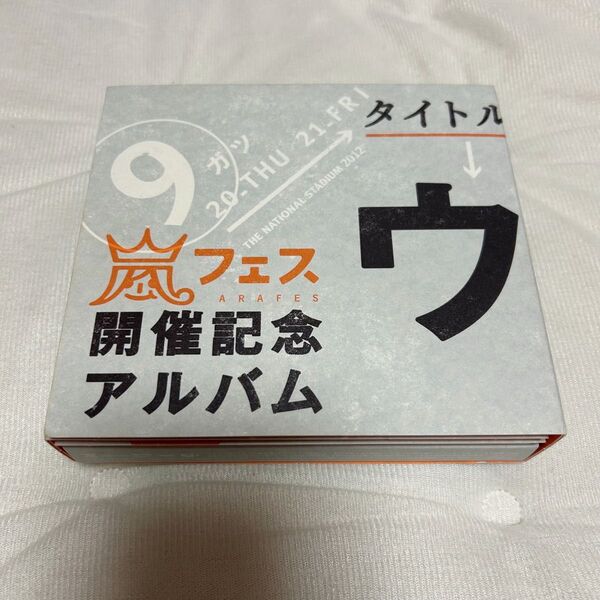 9ガツ
20-THU 21-FRI
THE NATIONAL STADIUM 2012
タイトル
ウ
嵐フェス
ARAFES
開催記念
アルバム